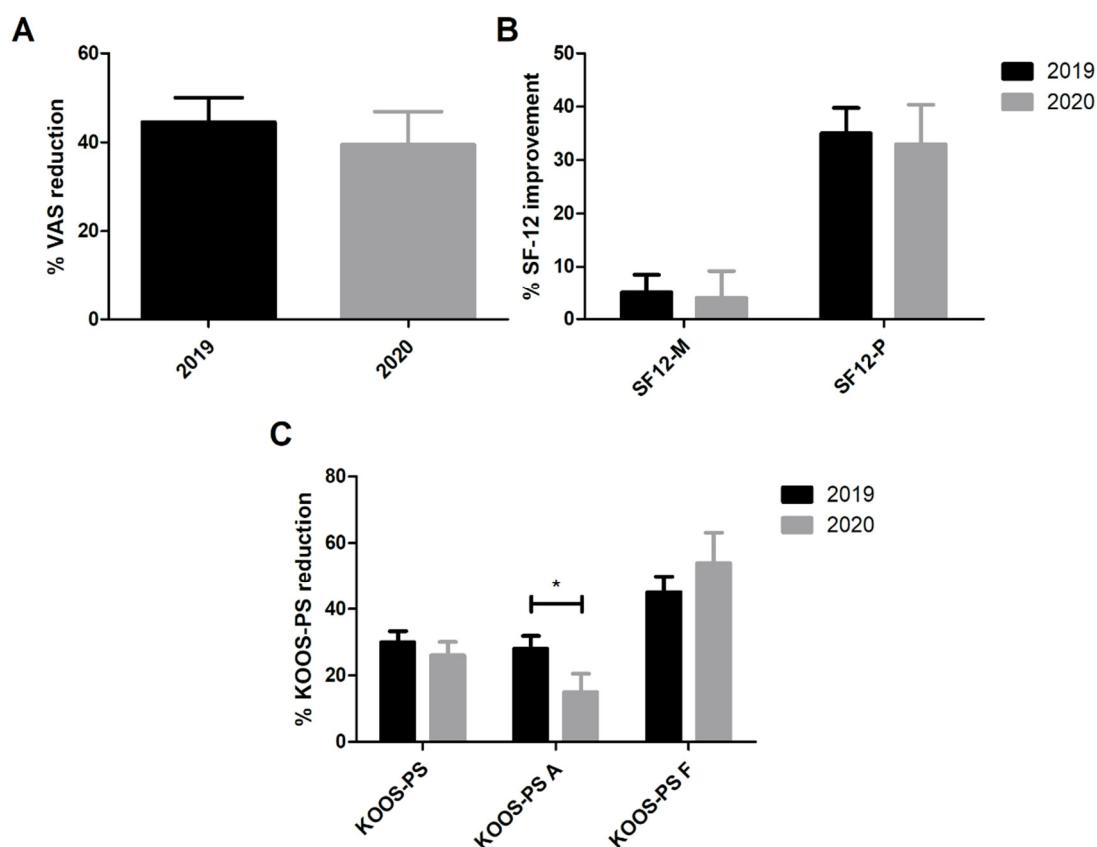 A
% VAS reduction
60
40
20
0
2019
2020
B
% SF-12 improvement
50
40
30
20
10
0
SF12-M
SF12-P
2019
2020
C
% KOOS-PS reduction
80
60
40
20
0
*
KOOS-PS
KOOS-PS A
KOOS-PS F
2019
2020